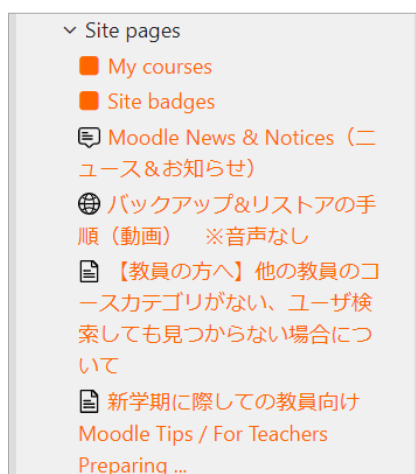 Site pages
My courses
Site badges
Moodle News & Notices（ニ
ュース&お知らせ）
バックアップ&リストアの手
順（動画）　※音声なし
【教員の方へ】他の教員のコ
ースカテゴリがない、ユーザ検
索しても見つからない場合につ
いて
新学期に際しての教員向け
Moodle Tips / For Teachers
Preparing ...